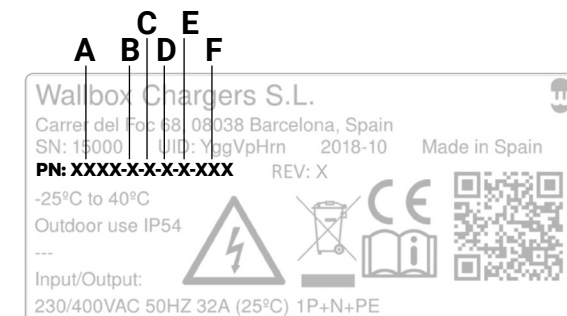 C E
A B D F
Wallbox Chargers S.L.
Carrer del Foc 68, 08038 Barcelona, Spain
SN: 15000 UID: YggVpHrn 2018-10 Made in Spain
PN: XXXX-X-X-X-X-XXX REV: X
-25ºC to 40ºC
Outdoor use IP54
---
Input/Output:
230/400VAC 50HZ 32A (25ºC) 1P+N+PE
CE
i